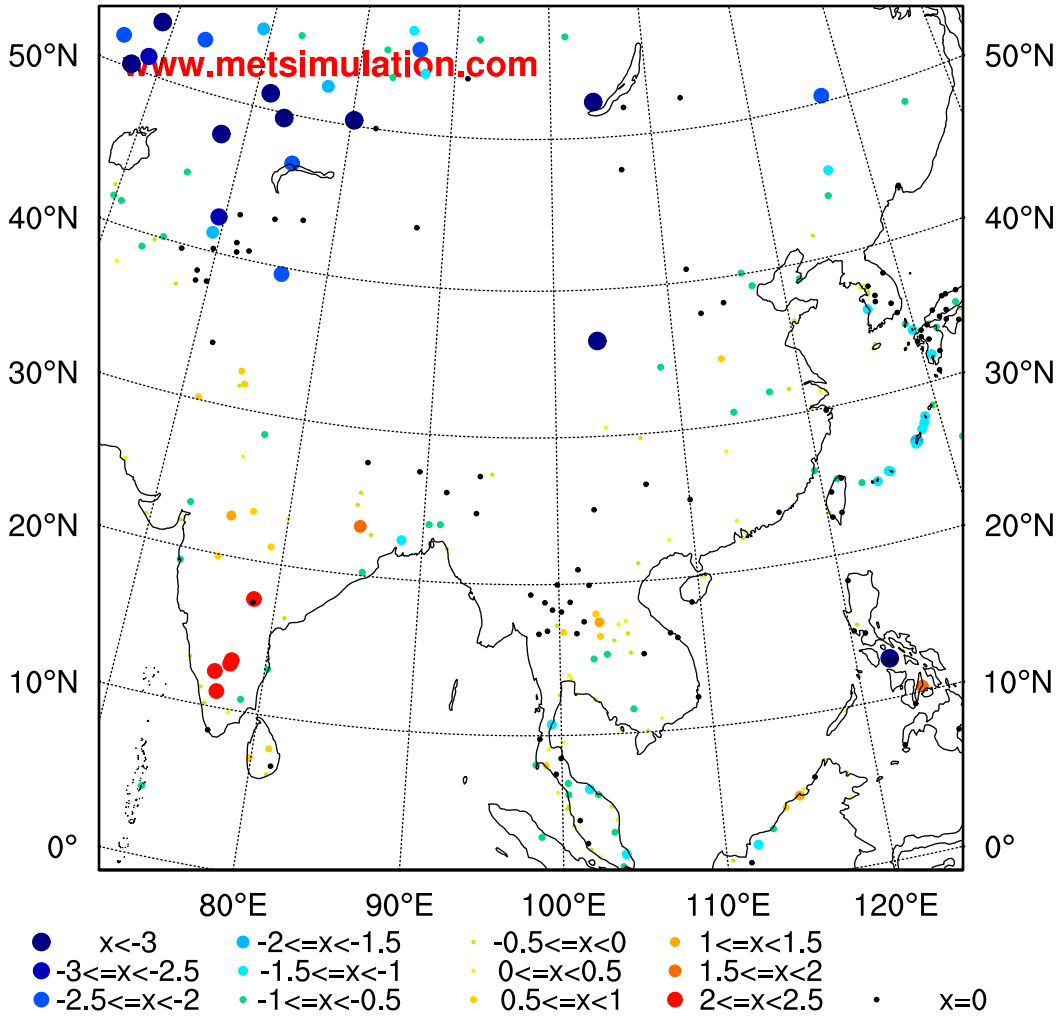 50°N 50°N
www.metsimulation.com
40°N 40°N
30°N 30°N
20°N 20°N
10°N 10°N
0° 0°
80°E 90°E 100°E 110°E 120°E
x<-3 -2<=x<-1.5 -0.5<=x<0 1<=x<1.5
-3<=x<-2.5 -1.5<=x<-1 0<=x<0.5 1.5<=x<2
-2.5<=x<-2 -1<=x<-0.5 0.5<=x<1 2<=x<2.5 x=0